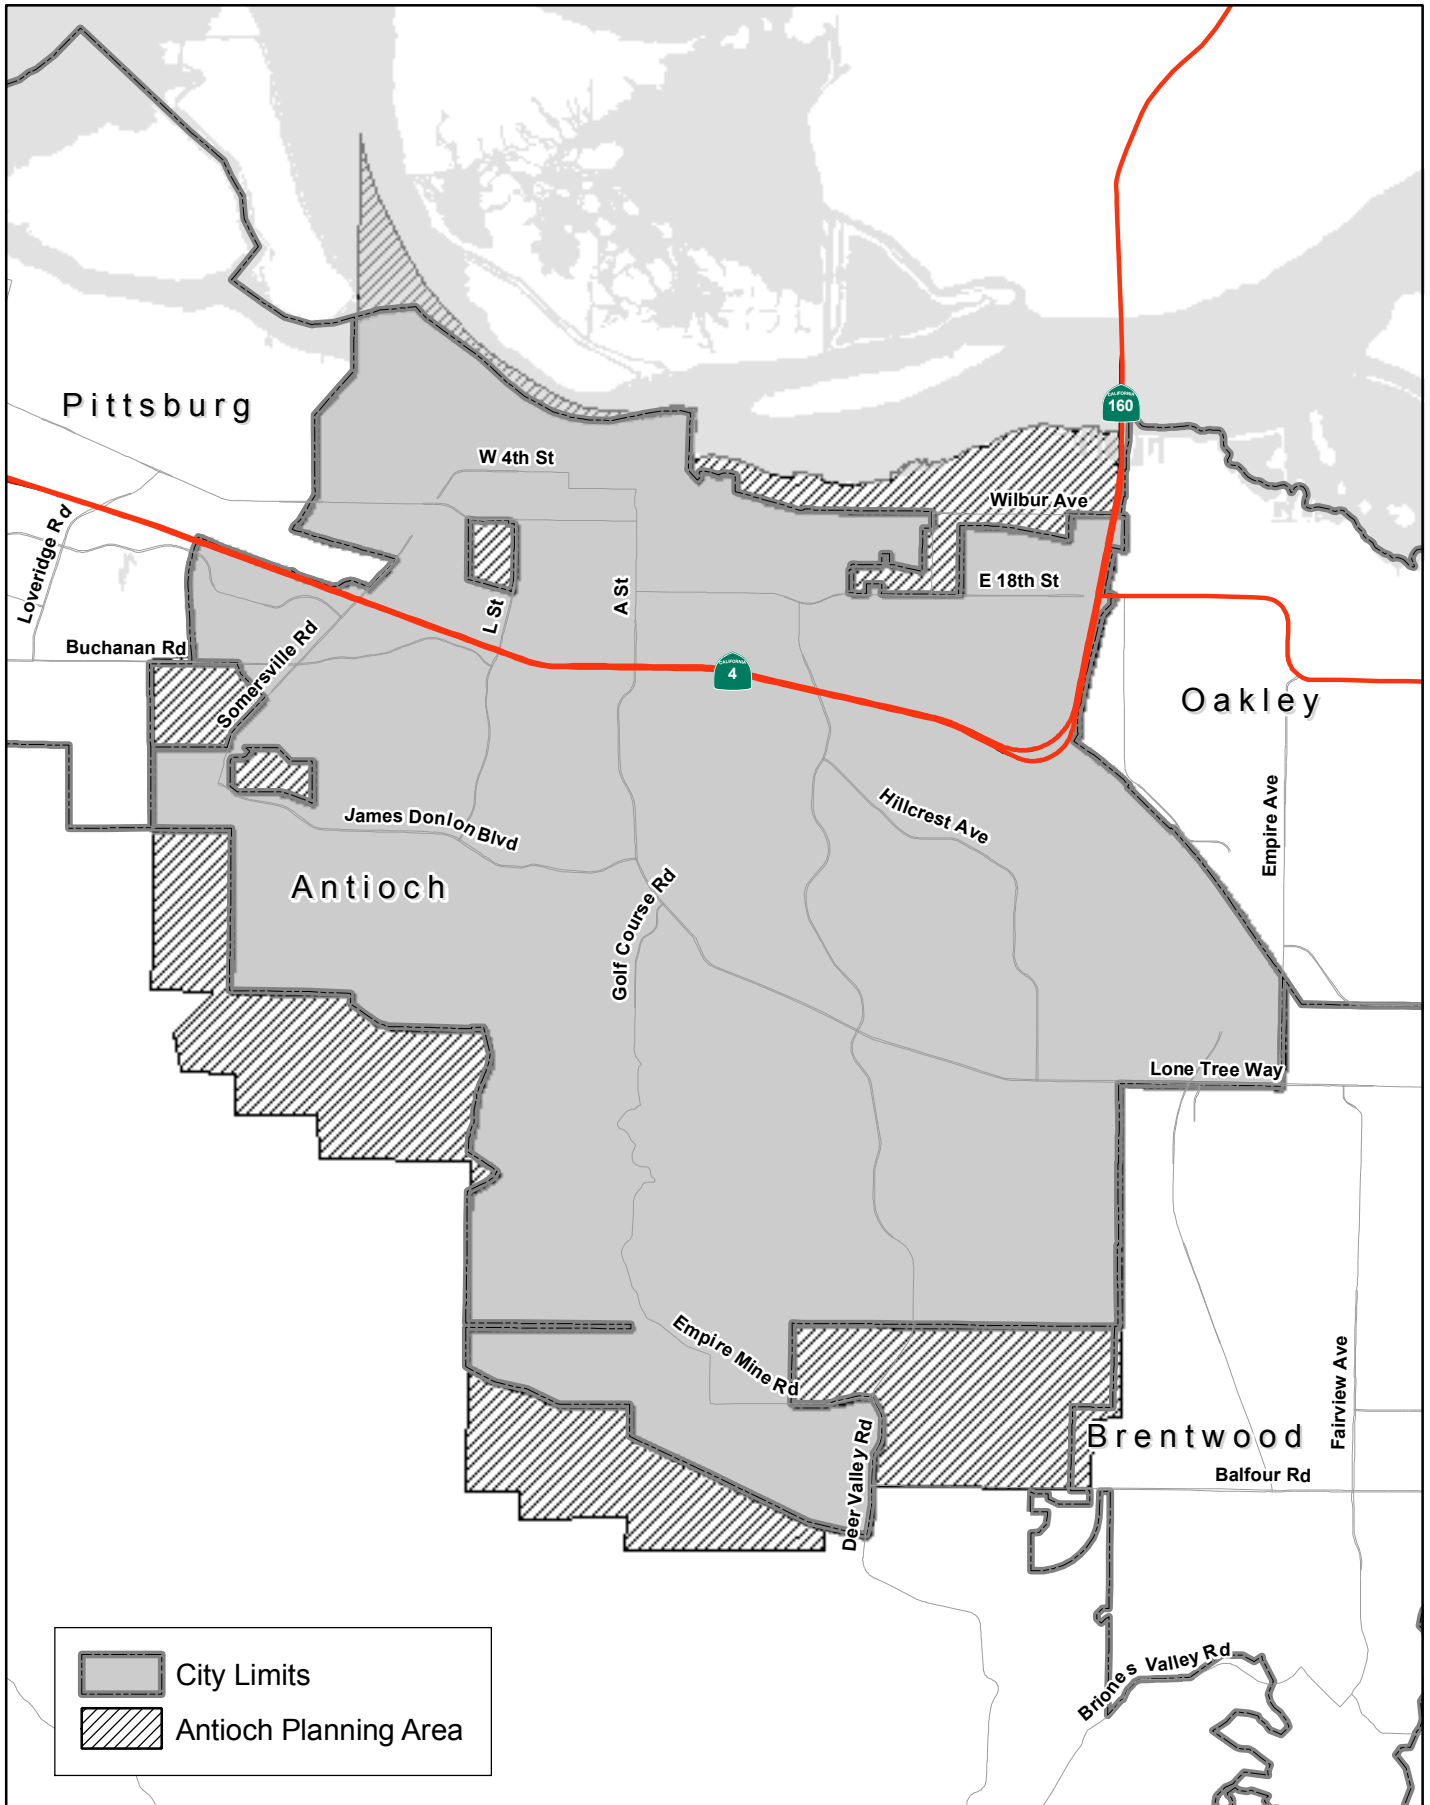 Pittsburg
CALIFORNIA
160
W 4th St
Wilbur Ave
Loveridge Rd
E 18th St
A St
L St
Buchanan Rd
Somersville Rd
CALIFORNIA
4
Oakley
Hillcrest Ave
James Donlon Blvd
Empire Ave
Antioch
Golf Course Rd
Lone Tree Way
Empire Mine Rd
Fairview Ave
Brentwood
Deer Valley Rd
Balfour Rd
Briones Valley Rd
City Limits
Antioch Planning Area